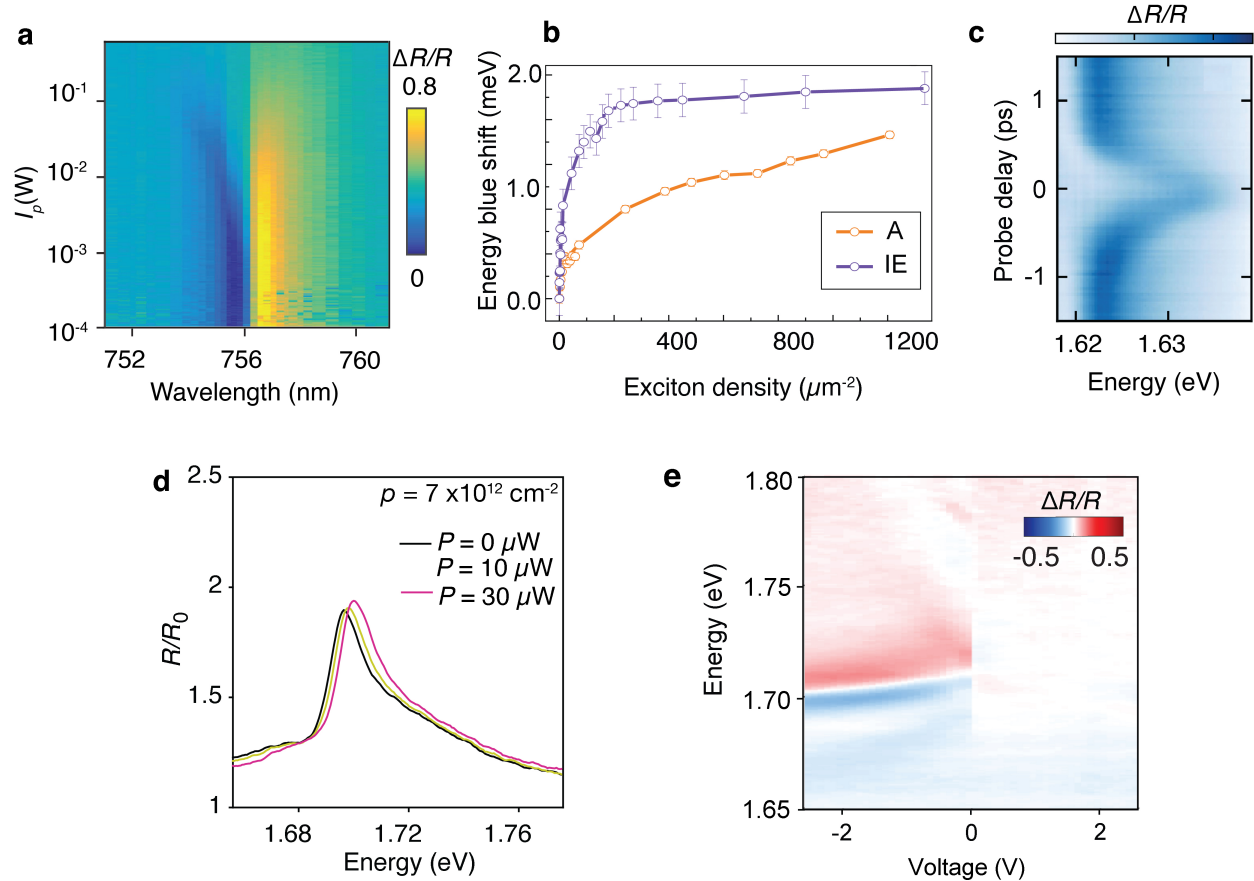 a
ΔR/R
0.8
0
I_p(W)
10⁻¹
10⁻²
10⁻³
10⁻⁴
752
756
760
Wavelength (nm)
b
Energy blue shift (meV)
2.0
1.0
0.0
A
IE
0
400
800
1200
Exciton density (μm⁻²)
c
ΔR/R
Probe delay (ps)
1
0
-1
1.62
1.63
Energy (eV)
d
R/R₀
2.5
2
1.5
1
p = 7 x10¹² cm⁻²
P = 0 μW
P = 10 μW
P = 30 μW
1.68
1.72
1.76
Energy (eV)
e
Energy (eV)
1.80
1.75
1.70
1.65
ΔR/R
-0.5
0.5
-2
0
2
Voltage (V)